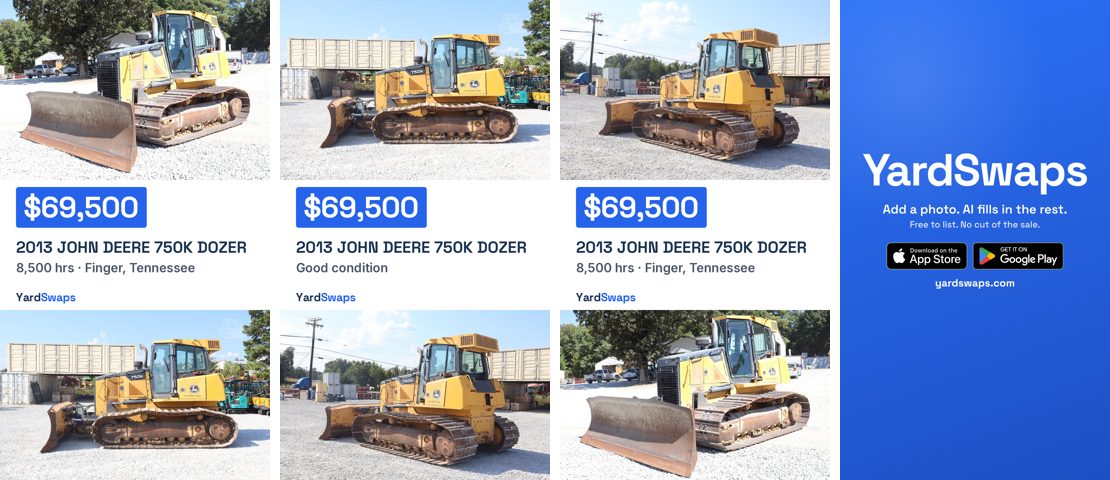 $69,500
2013 JOHN DEERE 750K DOZER
8,500 hrs · Finger, Tennessee
YardSwaps
750K
$69,500
2013 JOHN DEERE 750K DOZER
Good condition
YardSwaps
$69,500
2013 JOHN DEERE 750K DOZER
8,500 hrs · Finger, Tennessee
YardSwaps
750K
YardSwaps
Add a photo. AI fills in the rest.
Free to list. No cut of the sale.
Download on the
App Store
GET IT ON
Google Play
yardswaps.com